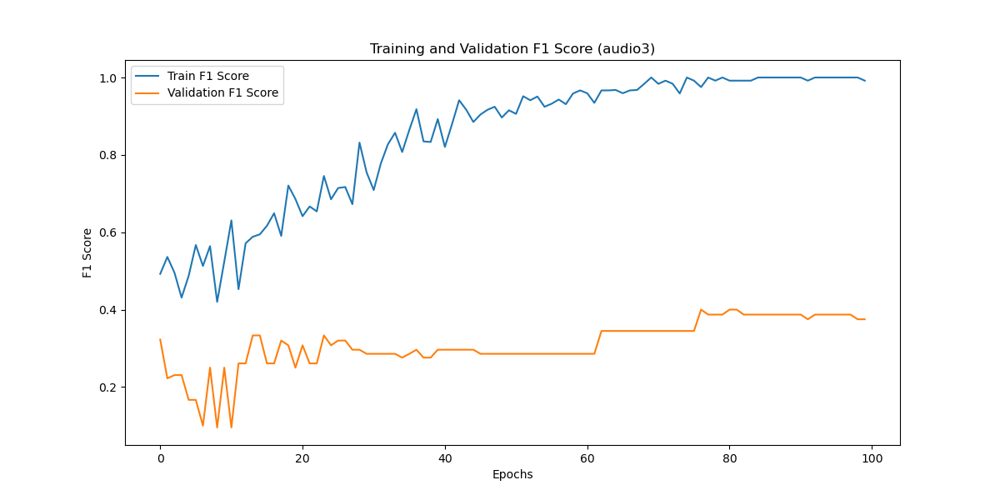 Training and Validation F1 Score (audio3)
Train F1 Score
Validation F1 Score
1.0
0.8
0.6
0.4
0.2
F1 Score
0 20 40 60 80 100
Epochs